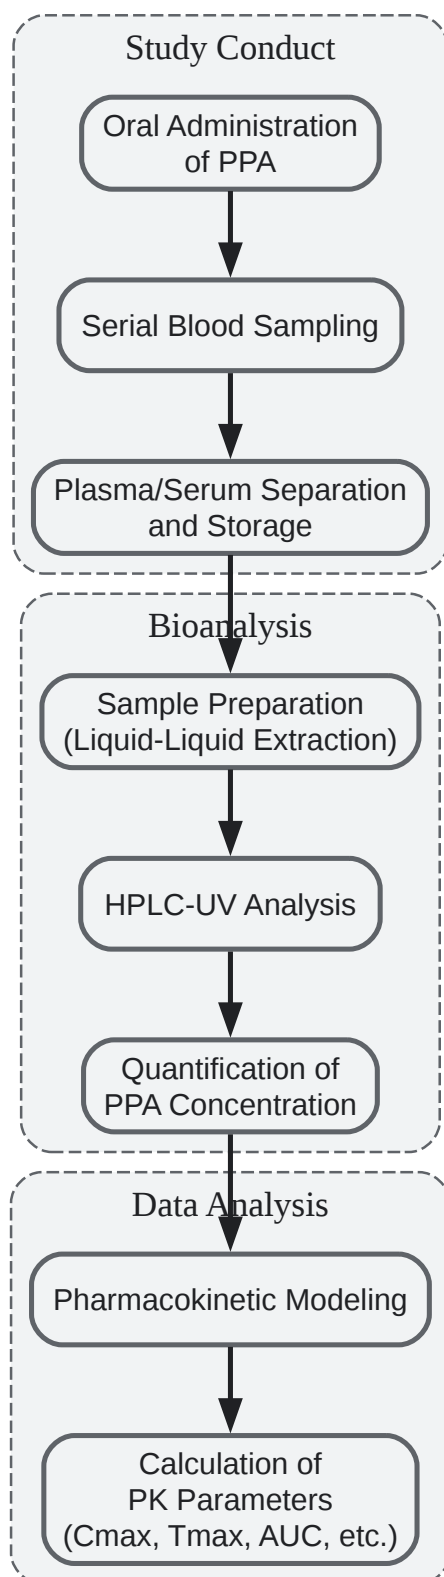 Study Conduct
Oral Administration
of PPA
Serial Blood Sampling
Plasma/Serum Separation
and Storage
Bioanalysis
Sample Preparation
(Liquid-Liquid Extraction)
HPLC-UV Analysis
Quantification of
PPA Concentration
Data Analysis
Pharmacokinetic Modeling
Calculation of
PK Parameters
(Cmax, Tmax, AUC, etc.)